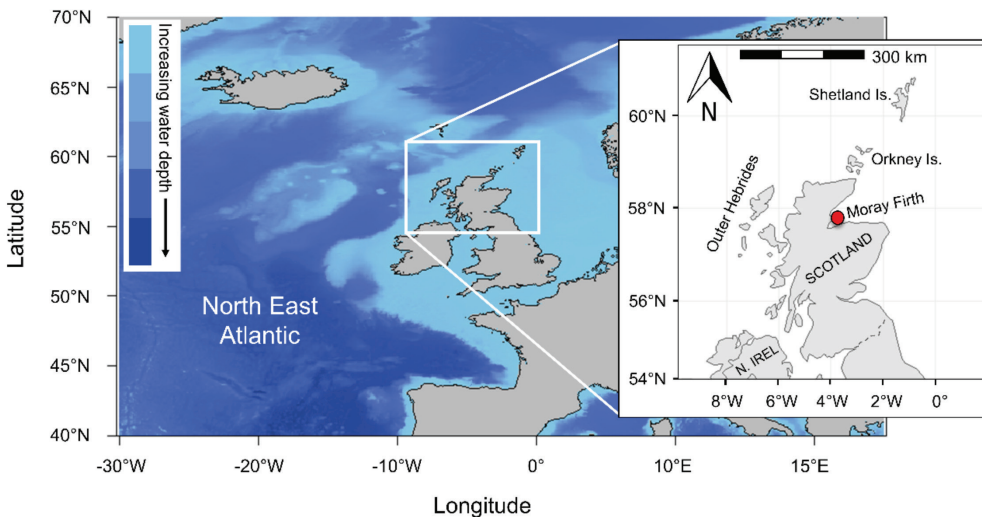 70°N
65°N
60°N
55°N
50°N
45°N
40°N
Latitude
-30°W
-20°W
-10°W
0°
10°E
15°E
Longitude
Increasing water depth
North East
Atlantic
300 km
N
60°N
58°N
56°N
54°N
8°W
6°W
4°W
2°W
0°
Shetland Is.
Orkney Is.
Outer Hebrides
Moray Firth
SCOTLAND
N. IREL